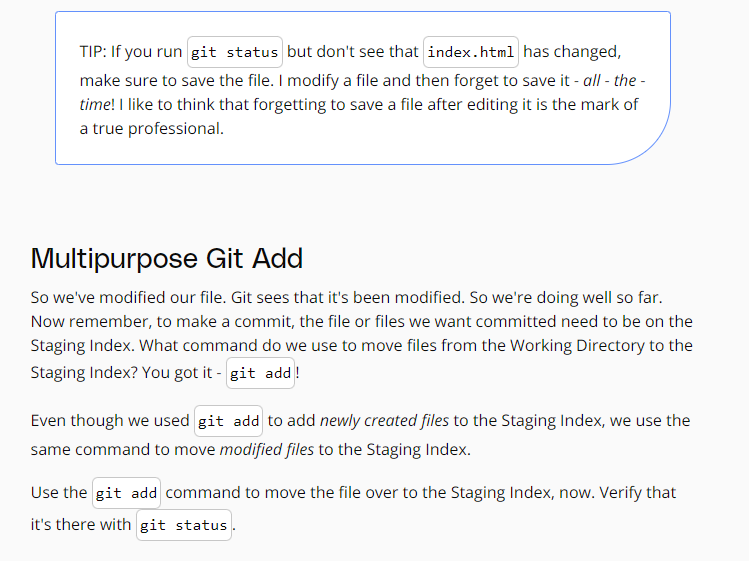 TIP: If you run git status but don't see that index.html has changed,
make sure to save the file. I modify a file and then forget to save it - all - the -
time! I like to think that forgetting to save a file after editing it is the mark of
a true professional.
Multipurpose Git Add
So we've modified our file. Git sees that it's been modified. So we're doing well so far.
Now remember, to make a commit, the file or files we want committed need to be on the
Staging Index. What command do we use to move files from the Working Directory to the
Staging Index? You got it - git add!
Even though we used git add to add newly created files to the Staging Index, we use the
same command to move modified files to the Staging Index.
Use the git add command to move the file over to the Staging Index, now. Verify that
it's there with git status.